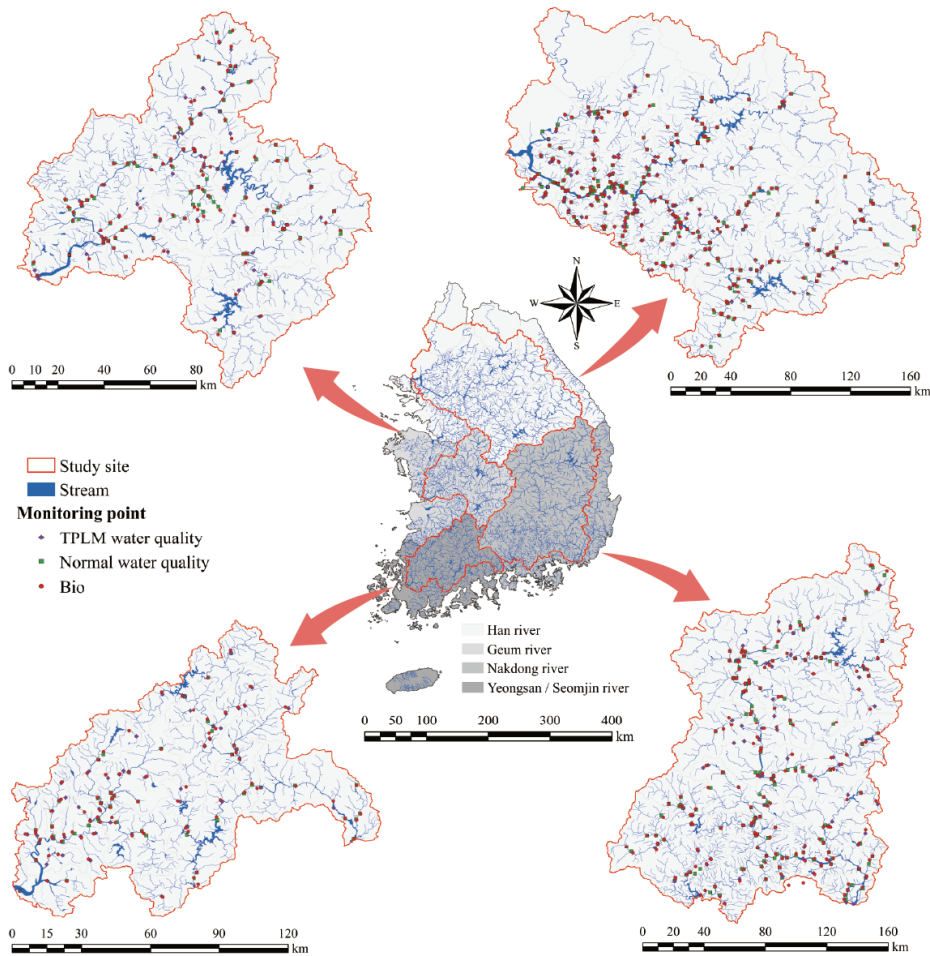 N
W E
S
0 10 20 40 60 80
km
0 20 40 80 120 160
km
Study site
Stream
Monitoring point
TPLM water quality
Normal water quality
Bio
Han river
Geum river
Nakdong river
Yeongsan / Seomjin river
0 50 100 200 300 400
km
0 30 60 90 120
km
0 20 40 80 120 160
km